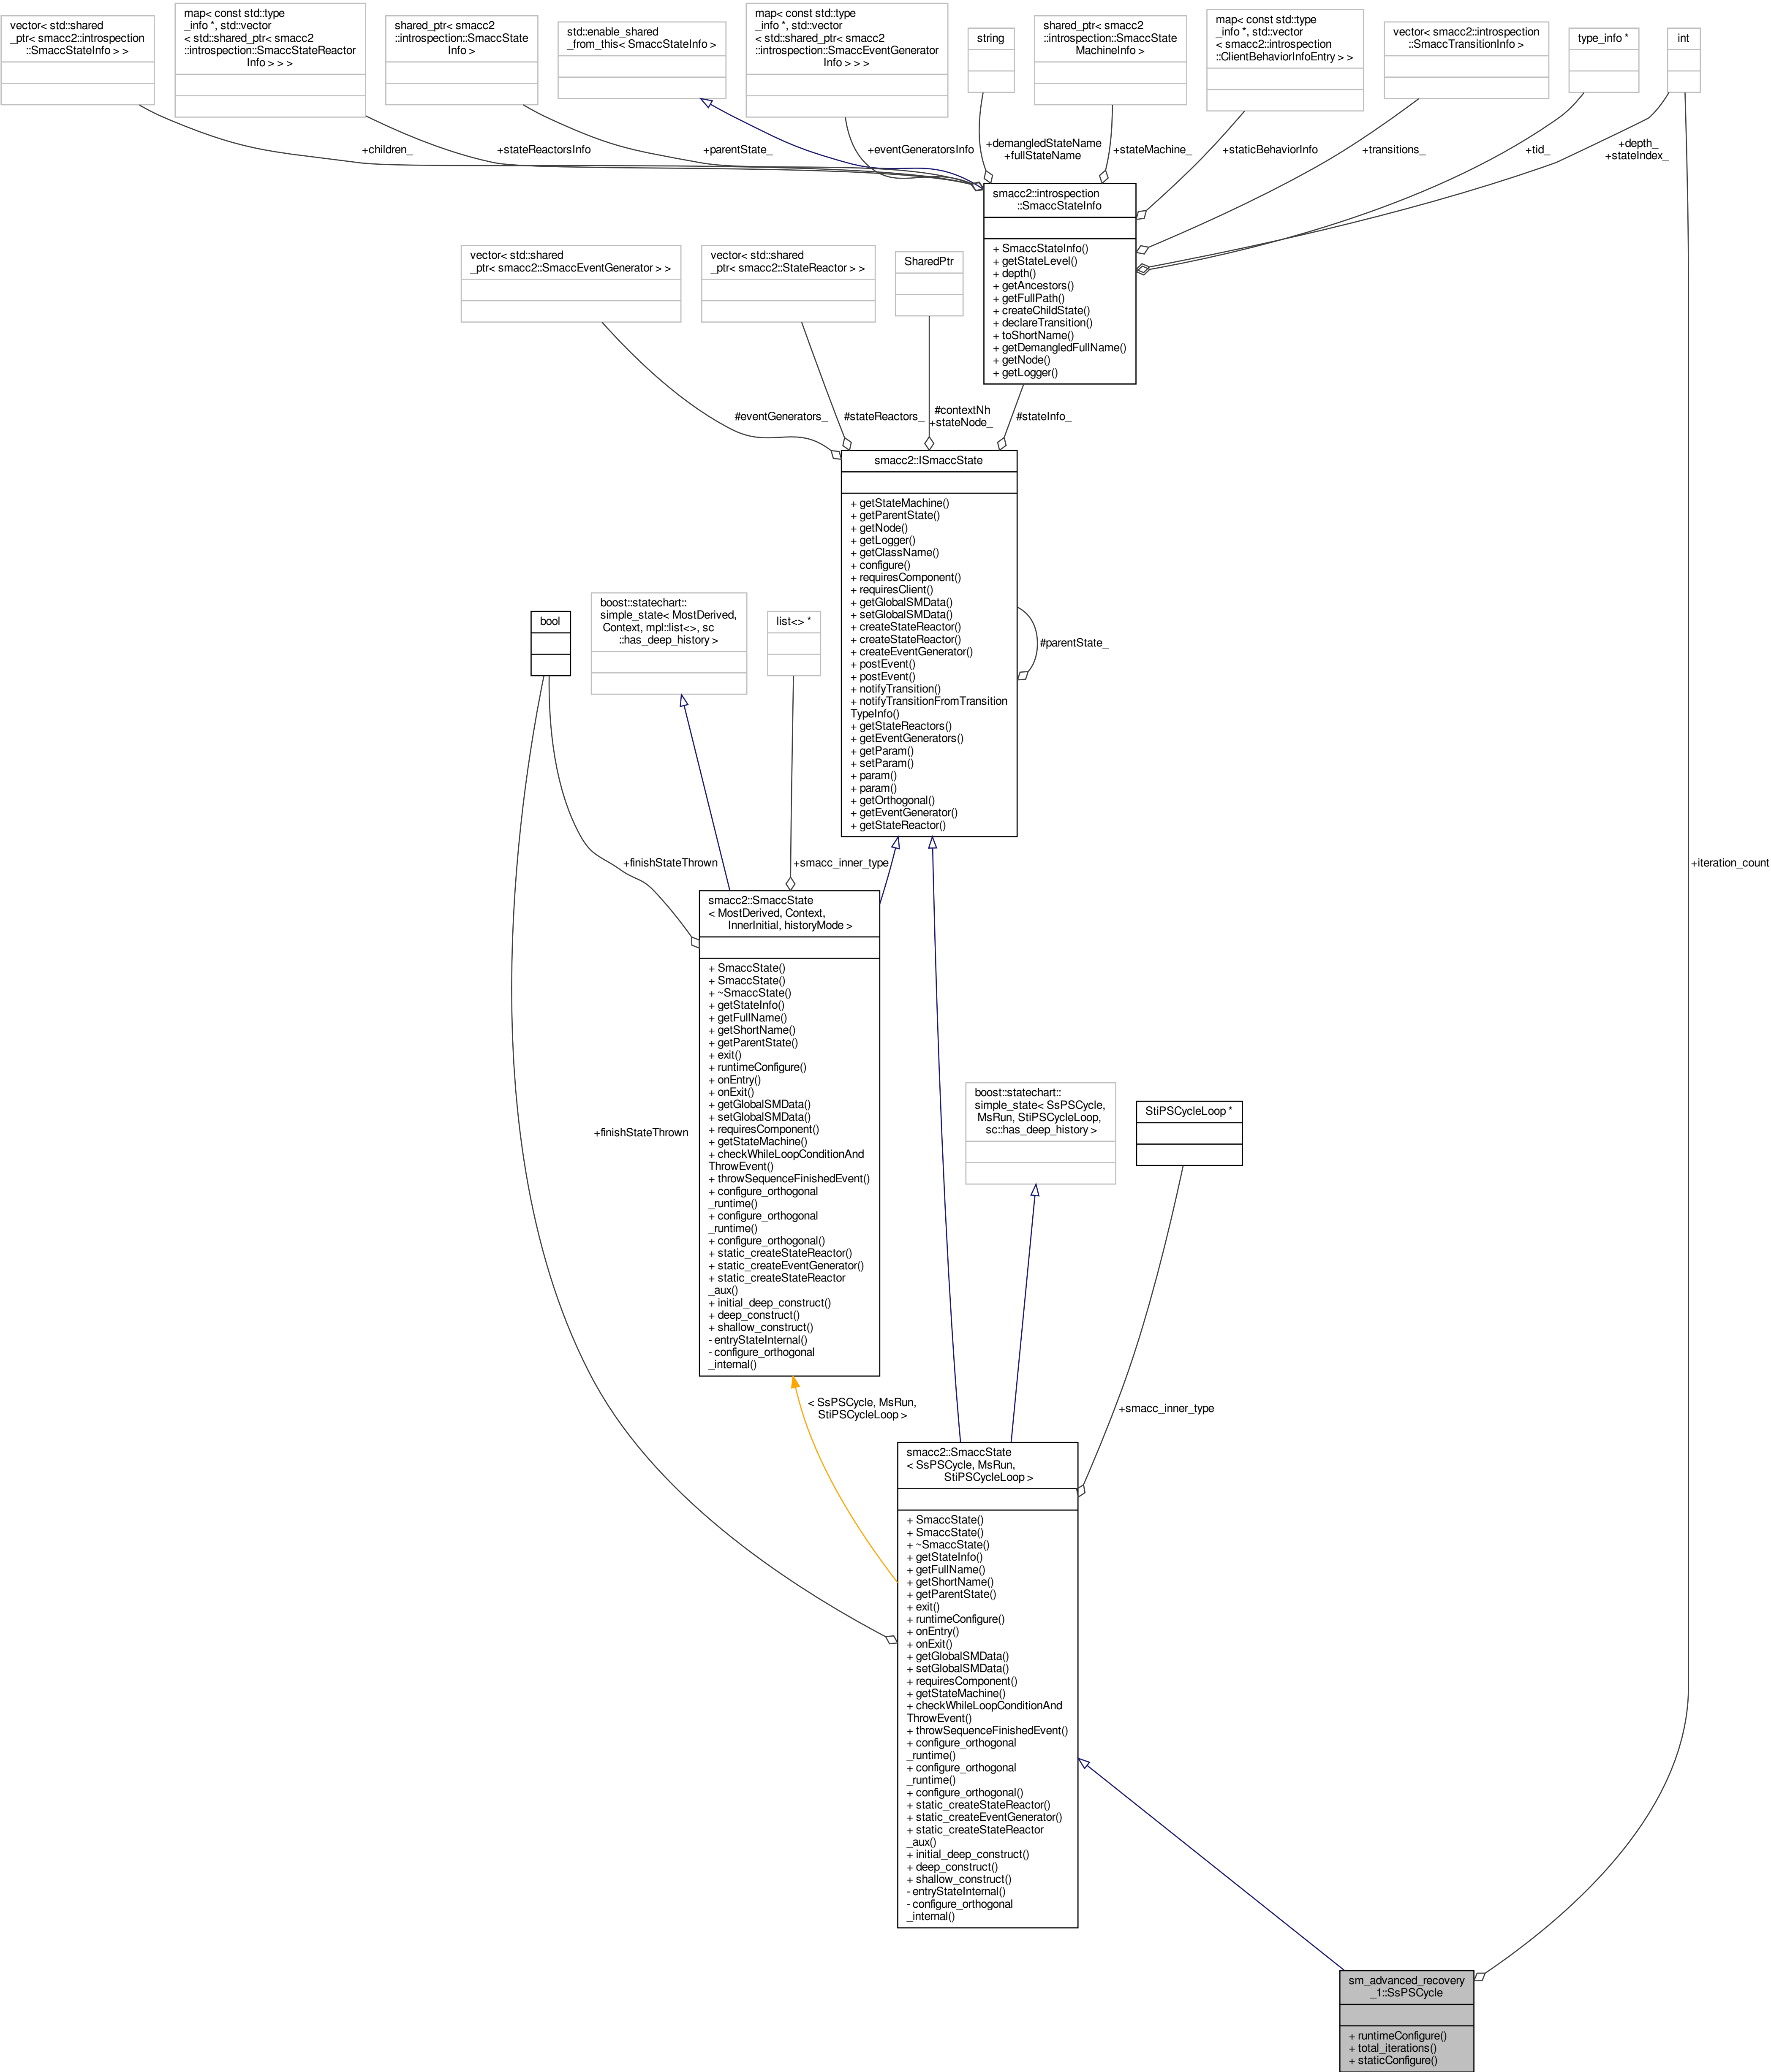 vector< std::shared
_ptr< smacc2::introspection
::SmaccStateInfo > >
map< const std::type
_info *, std::vector
< std::shared_ptr< smacc2
::introspection::SmaccStateReactor
Info > > >
shared_ptr< smacc2
::introspection::SmaccState
Info >
std::enable_shared
_from_this< SmaccStateInfo >
map< const std::type
_info *, std::vector
< std::shared_ptr< smacc2
::introspection::SmaccEventGenerator
Info > > >
string
shared_ptr< smacc2
::introspection::SmaccState
MachineInfo >
map< const std::type
_info *, std::vector
< smacc2::introspection
::ClientBehaviorInfoEntry > >
vector< smacc2::introspection
::SmaccTransitionInfo >
type_info *
int
+children_
+stateReactorsInfo
+parentState_
+eventGeneratorsInfo
+demangledStateName
+fullStateName
+stateMachine_
+staticBehaviorInfo
+transitions_
+tid_
+depth_
+stateIndex_
smacc2::introspection
::SmaccStateInfo
+ SmaccStateInfo()
+ getStateLevel()
+ depth()
+ getAncestors()
+ getFullPath()
+ createChildState()
+ declareTransition()
+ toShortName()
+ getDemangledFullName()
+ getNode()
+ getLogger()
vector< std::shared
_ptr< smacc2::SmaccEventGenerator > >
vector< std::shared
_ptr< smacc2::StateReactor > >
SharedPtr
#eventGenerators_
#stateReactors_
#contextNh
+stateNode_
#stateInfo_
smacc2::ISmaccState
+ getStateMachine()
+ getParentState()
+ getNode()
+ getLogger()
+ getClassName()
+ configure()
+ requiresComponent()
+ requiresClient()
+ getGlobalSMData()
+ setGlobalSMData()
+ createStateReactor()
+ createStateReactor()
+ createEventGenerator()
+ postEvent()
+ postEvent()
+ notifyTransition()
+ notifyTransitionFromTransition
TypeInfo()
+ getStateReactors()
+ getEventGenerators()
+ getParam()
+ setParam()
+ param()
+ param()
+ getOrthogonal()
+ getEventGenerator()
+ getStateReactor()
#parentState_
bool
boost::statechart::
simple_state< MostDerived,
Context, mpl::list<>, sc
::has_deep_history >
list<> *
+finishStateThrown
+smacc_inner_type
+iteration_count
smacc2::SmaccState
< MostDerived, Context,
InnerInitial, historyMode >
+ SmaccState()
+ SmaccState()
+ ~SmaccState()
+ getStateInfo()
+ getFullName()
+ getShortName()
+ getParentState()
+ exit()
+ runtimeConfigure()
+ onEntry()
+ onExit()
+ getGlobalSMData()
+ setGlobalSMData()
+ requiresComponent()
+ getStateMachine()
+ checkWhileLoopConditionAnd
ThrowEvent()
+ throwSequenceFinishedEvent()
+ configure_orthogonal
_runtime()
+ configure_orthogonal
_runtime()
+ configure_orthogonal()
+ static_createStateReactor()
+ static_createEventGenerator()
+ static_createStateReactor
_aux()
+ initial_deep_construct()
+ deep_construct()
+ shallow_construct()
- entryStateInternal()
- configure_orthogonal
_internal()
+finishStateThrown
boost::statechart::
simple_state< SsPSCycle,
MsRun, StiPSCycleLoop,
sc::has_deep_history >
StiPSCycleLoop *
< SsPSCycle, MsRun,
StiPSCycleLoop >
+smacc_inner_type
smacc2::SmaccState
< SsPSCycle, MsRun,
StiPSCycleLoop >
+ SmaccState()
+ SmaccState()
+ ~SmaccState()
+ getStateInfo()
+ getFullName()
+ getShortName()
+ getParentState()
+ exit()
+ runtimeConfigure()
+ onEntry()
+ onExit()
+ getGlobalSMData()
+ setGlobalSMData()
+ requiresComponent()
+ getStateMachine()
+ checkWhileLoopConditionAnd
ThrowEvent()
+ throwSequenceFinishedEvent()
+ configure_orthogonal
_runtime()
+ configure_orthogonal
_runtime()
+ configure_orthogonal()
+ static_createStateReactor()
+ static_createEventGenerator()
+ static_createStateReactor
_aux()
+ initial_deep_construct()
+ deep_construct()
+ shallow_construct()
- entryStateInternal()
- configure_orthogonal
_internal()
sm_advanced_recovery
_1::SsPSCycle
+ runtimeConfigure()
+ total_iterations()
+ staticConfigure()